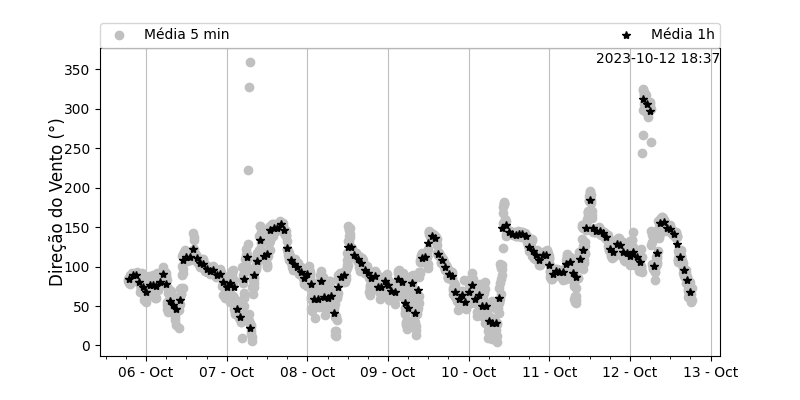 Média 5 min
Média 1h
2023-10-12 18:37
Direção do Vento (°)
350
300
250
200
150
100
50
0
06 - Oct
07 - Oct
08 - Oct
09 - Oct
10 - Oct
11 - Oct
12 - Oct
13 - Oct